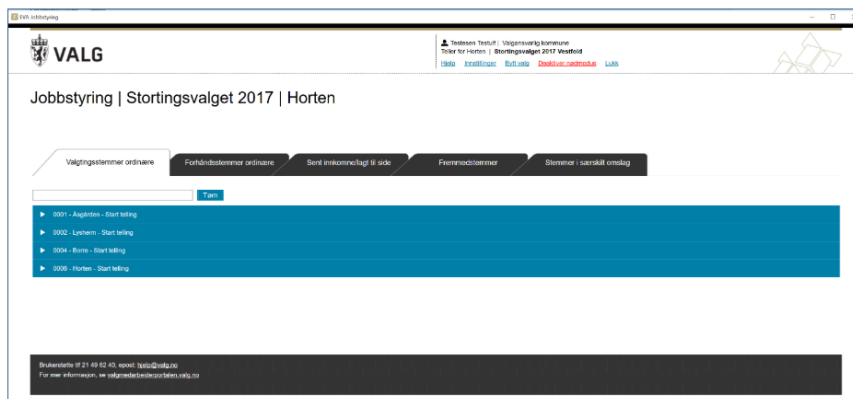 EVA Jobbstyring
VALG
Testesen Testult | Valgansvarlig kommune
Teller for Horten | Stortingsvalget 2017 Vestfold
Hjelp Innstillinger Bytt valg Deaktiver nødmodus Lukk
Jobbstyring | Stortingsvalget 2017 | Horten
Valgtingsstemmer ordinære Forhåndsstemmer ordinære Sent innkomne/lagt til side Fremmedstemmer Stemmer i særskilt omslag
Tøm
0001 - Åsgården - Start telling
0002 - Lysheim - Start telling
0004 - Borre - Start telling
- Horten - Start telling
Brukerstøtte tlf 21 49 62 43, epost: hjelp@valg.no
For mer informasjon, se valgmedarbeiderportalen.valg.no